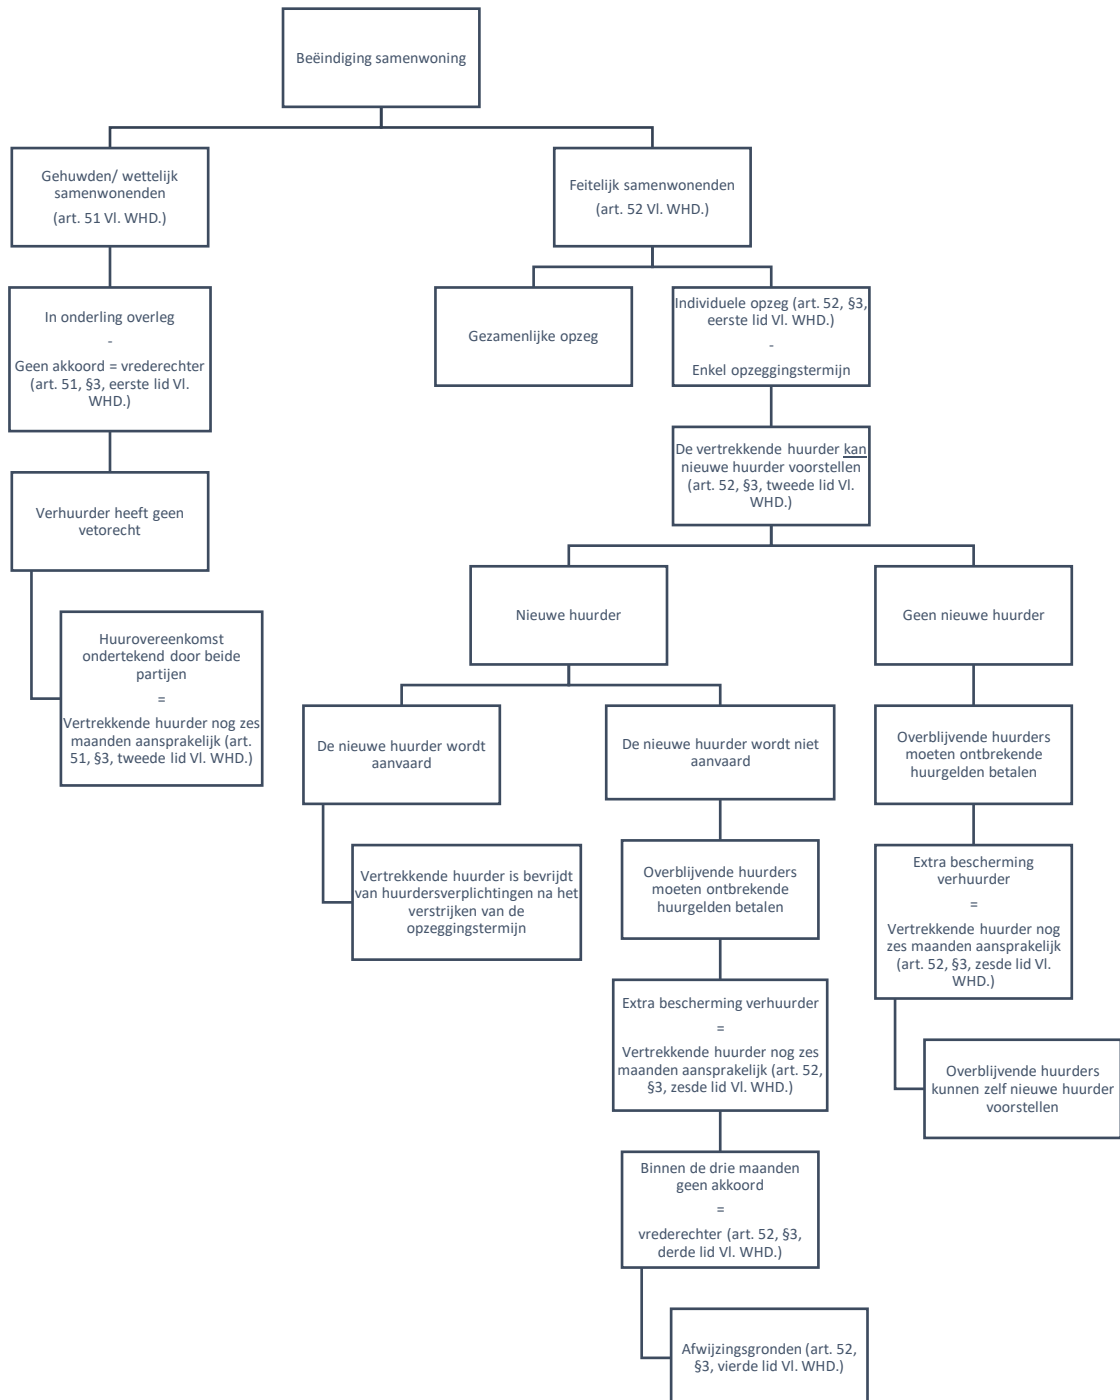 Beëindiging samenwoning
Gehuwden/ wettelijk
samenwonenden
(art. 51 Vl. WHD.)
In onderling overleg
-
Geen akkoord = vrederechter
(art. 51, §3, eerste lid Vl.
WHD.)
Verhuurder heeft geen
vetorecht
Huurovereenkomst
ondertekend door beide
partijen
=
Vertrekkende huurder nog zes
maanden aansprakelijk (art.
51, §3, tweede lid Vl. WHD.)
Feitelijk samenwonenden
(art. 52 Vl. WHD.)
Gezamenlijke opzeg
Individuele opzeg (art. 52, §3,
eerste lid Vl. WHD.)
-
Enkel opzeggingstermijn
De vertrekkende huurder kan
nieuwe huurder voorstellen
(art. 52, §3, tweede lid Vl.
WHD.)
Nieuwe huurder
De nieuwe huurder wordt
aanvaard
Vertrekkende huurder is bevrijdt
van huurdersverplichtingen na het
verstrijken van de
opzeggingstermijn
De nieuwe huurder wordt niet
aanvaard
Overblijvende huurders
moeten ontbrekende
huurgelden betalen
Extra bescherming verhuurder
=
Vertrekkende huurder nog zes
maanden aansprakelijk (art. 52,
§3, zesde lid Vl. WHD.)
Binnen de drie maanden
geen akkoord
=
vrederechter (art. 52, §3,
derde lid Vl. WHD.)
Afwijzingsgronden (art. 52,
§3, vierde lid Vl. WHD.)
Geen nieuwe huurder
Overblijvende huurders
moeten ontbrekende
huurgelden betalen
Extra bescherming
verhuurder
=
Vertrekkende huurder nog
zes maanden aansprakelijk
(art. 52, §3, zesde lid Vl.
WHD.)
Overblijvende huurders
kunnen zelf nieuwe huurder
voorstellen